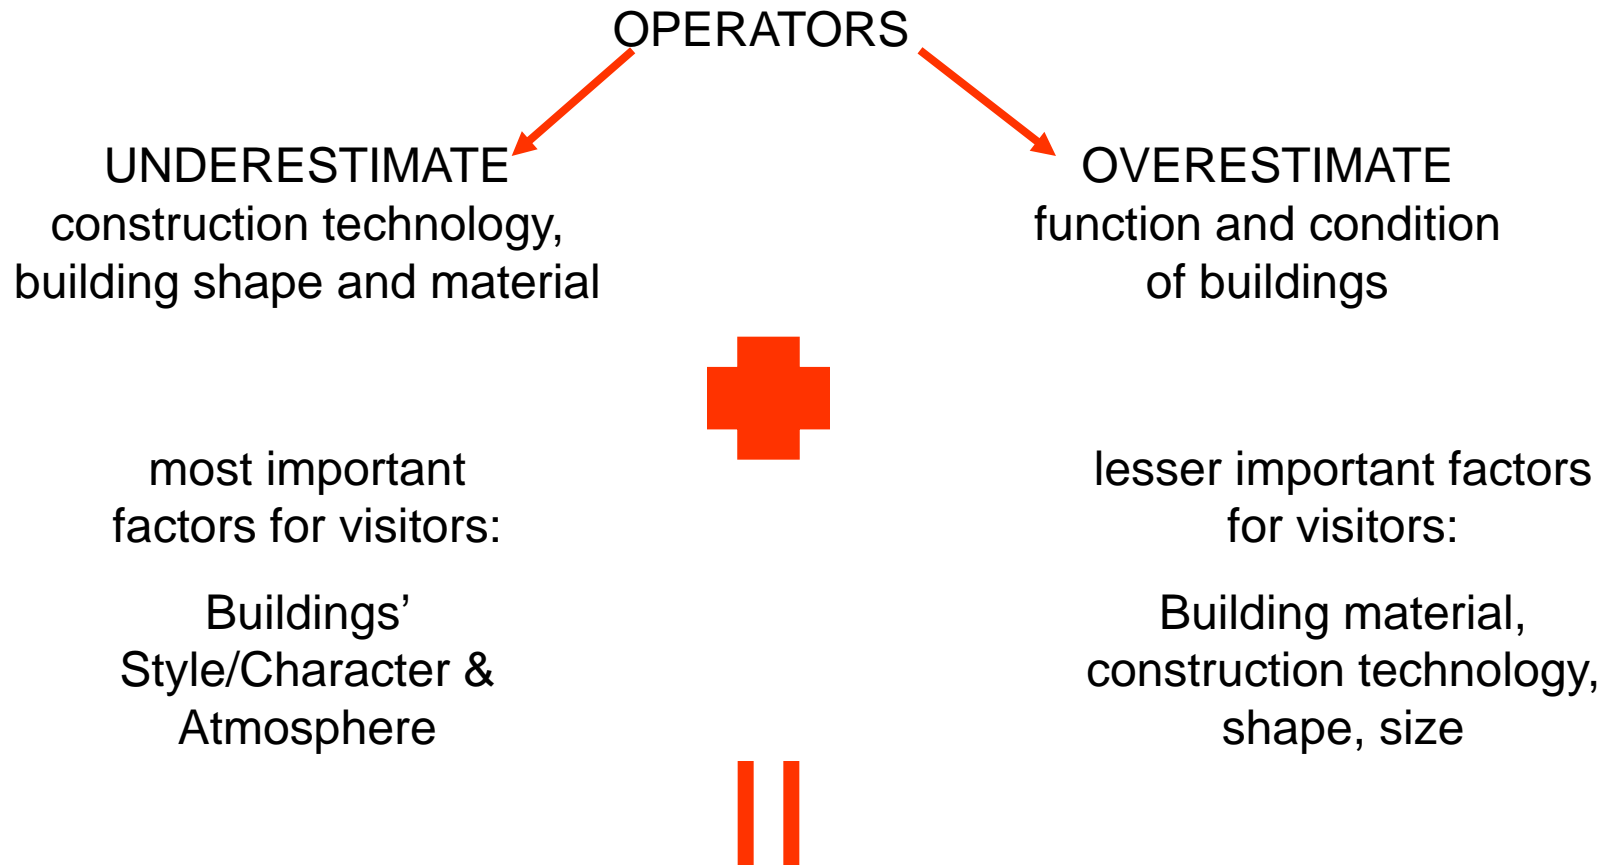 OPERATORS
UNDERESTIMATE
construction technology,
building shape and material
OVERESTIMATE
function and condition
of buildings
most important
factors for visitors:
Buildings’
Style/Character &
Atmosphere
lesser important factors
for visitors:
Building material,
construction technology,
shape, size